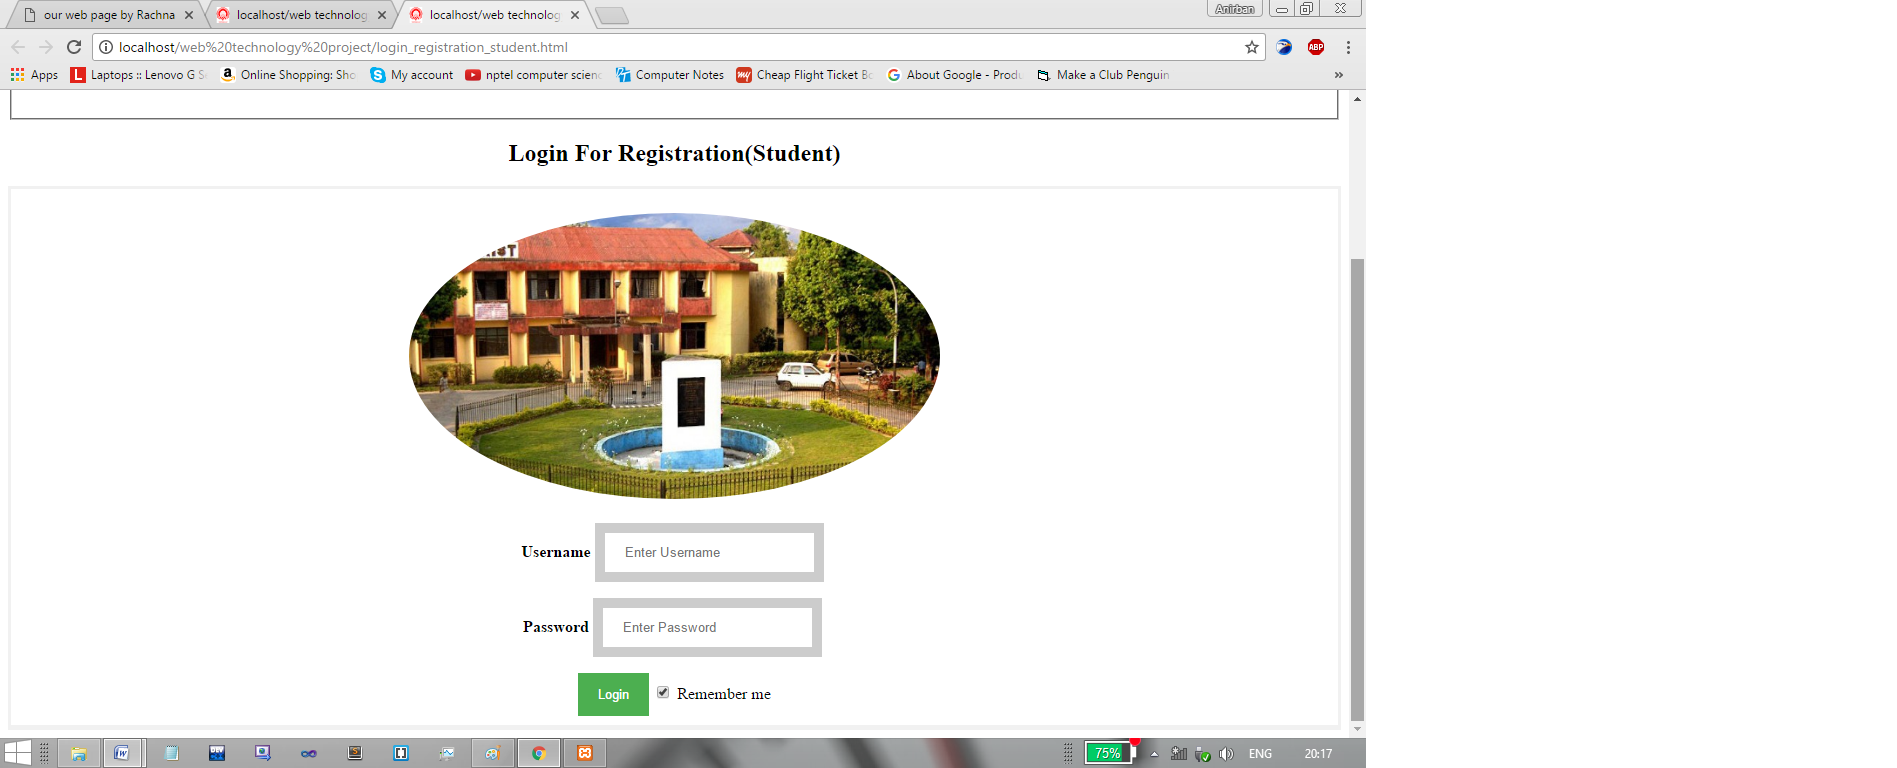 our web page by Rachna
localhost/web technolog
localhost/web technolog
Anirban
localhost/web%20technology%20project/login_registration_student.html
ABP
Apps
L
Laptops :: Lenovo G S
a
Online Shopping: Sho
My account
nptel computer scienc
Computer Notes
my
Cheap Flight Ticket Bo
G
About Google - Produ
Make a Club Penguin
»
Login For Registration(Student)
Username
Enter Username
Password
Enter Password
Login
Remember me
75%
ENG
20:17